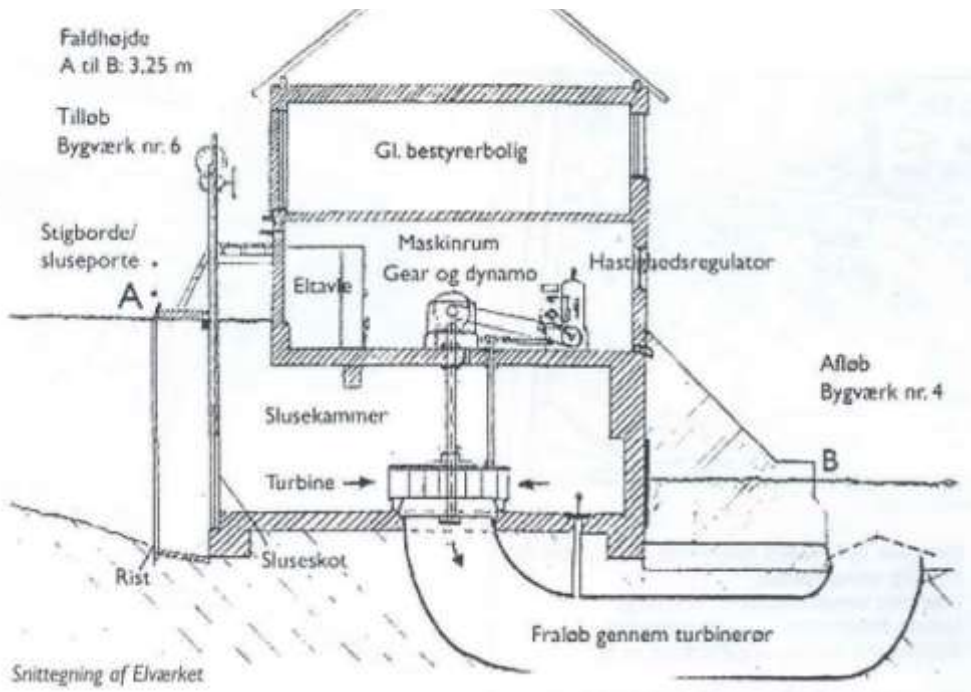 Faldhøjde
A til B: 3,25 m
Tilløb
Bygværk nr. 6
Gl. bestyrerbolig
Stigborde/
sluseporte
A
Maskinrum
Gear og dynamo
Hastighedsregulator
Eltavle
Afløb
Bygværk nr. 4
Slusekammer
B
Turbine
Rist
Sluseskot
Fraløb gennem turbinerør
Snittegning af Elværket